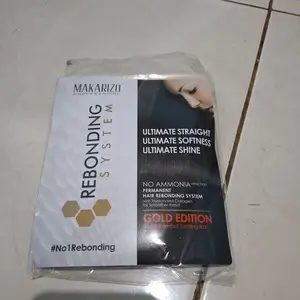 MAKARIZO
REBONDING
SYSTEM
ULTIMATE STRAIGHT
ULTIMATE SOFTNESS
ULTIMATE SHINE
NO AMMONIA
PERMANENT
HAIR REBONDING SYSTEM
GOLD EDITION
#No1Rebonding